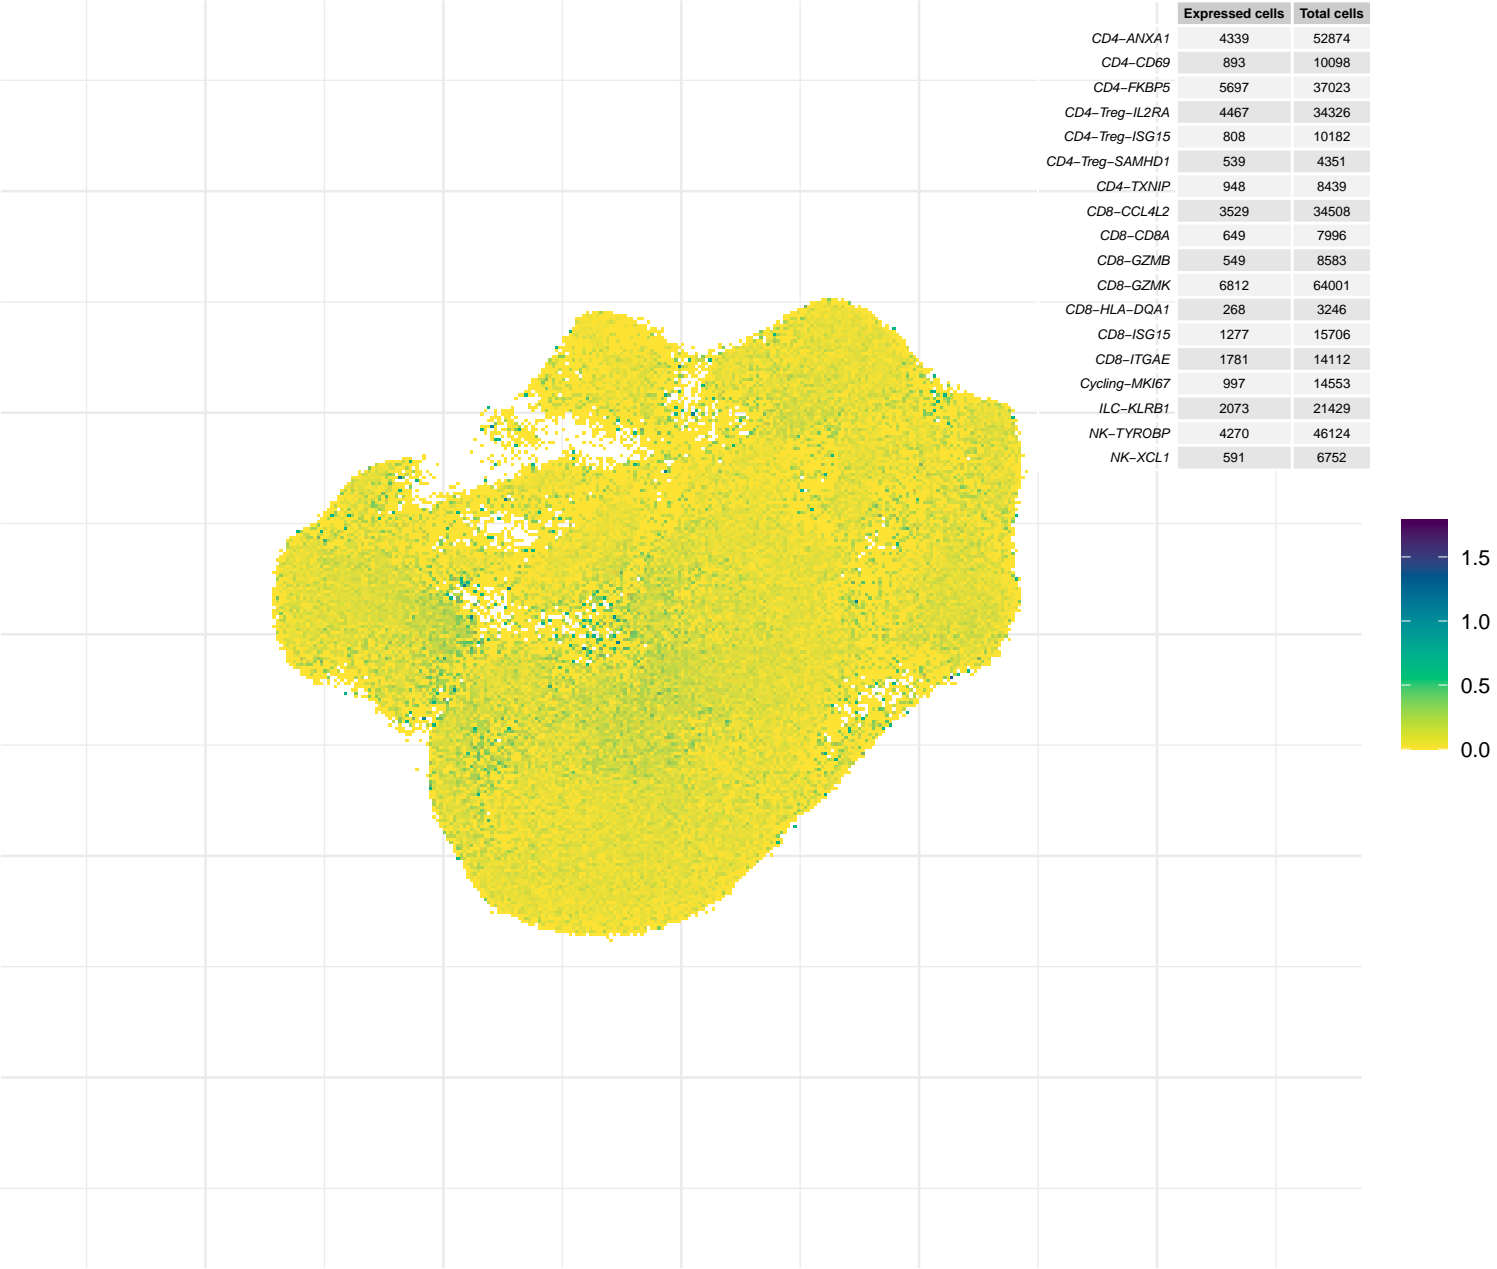 Expressed cells Total cells
CD4−ANXA1 4339 52874
CD4−CD69 893 10098
CD4−FKBP5 5697 37023
CD4−Treg−IL2RA 4467 34326
CD4−Treg−ISG15 808 10182
CD4−Treg−SAMHD1 539 4351
CD4−TXNIP 948 8439
CD8−CCL4L2 3529 34508
CD8−CD8A 649 7996
CD8−GZMB 549 8583
CD8−GZMK 6812 64001
CD8−HLA−DQA1 268 3246
CD8−ISG15 1277 15706
CD8−ITGAE 1781 14112
Cycling−MKI67 997 14553
ILC−KLRB1 2073 21429
NK−TYROBP 4270 46124
NK−XCL1 591 6752
1.5
1.0
0.5
0.0